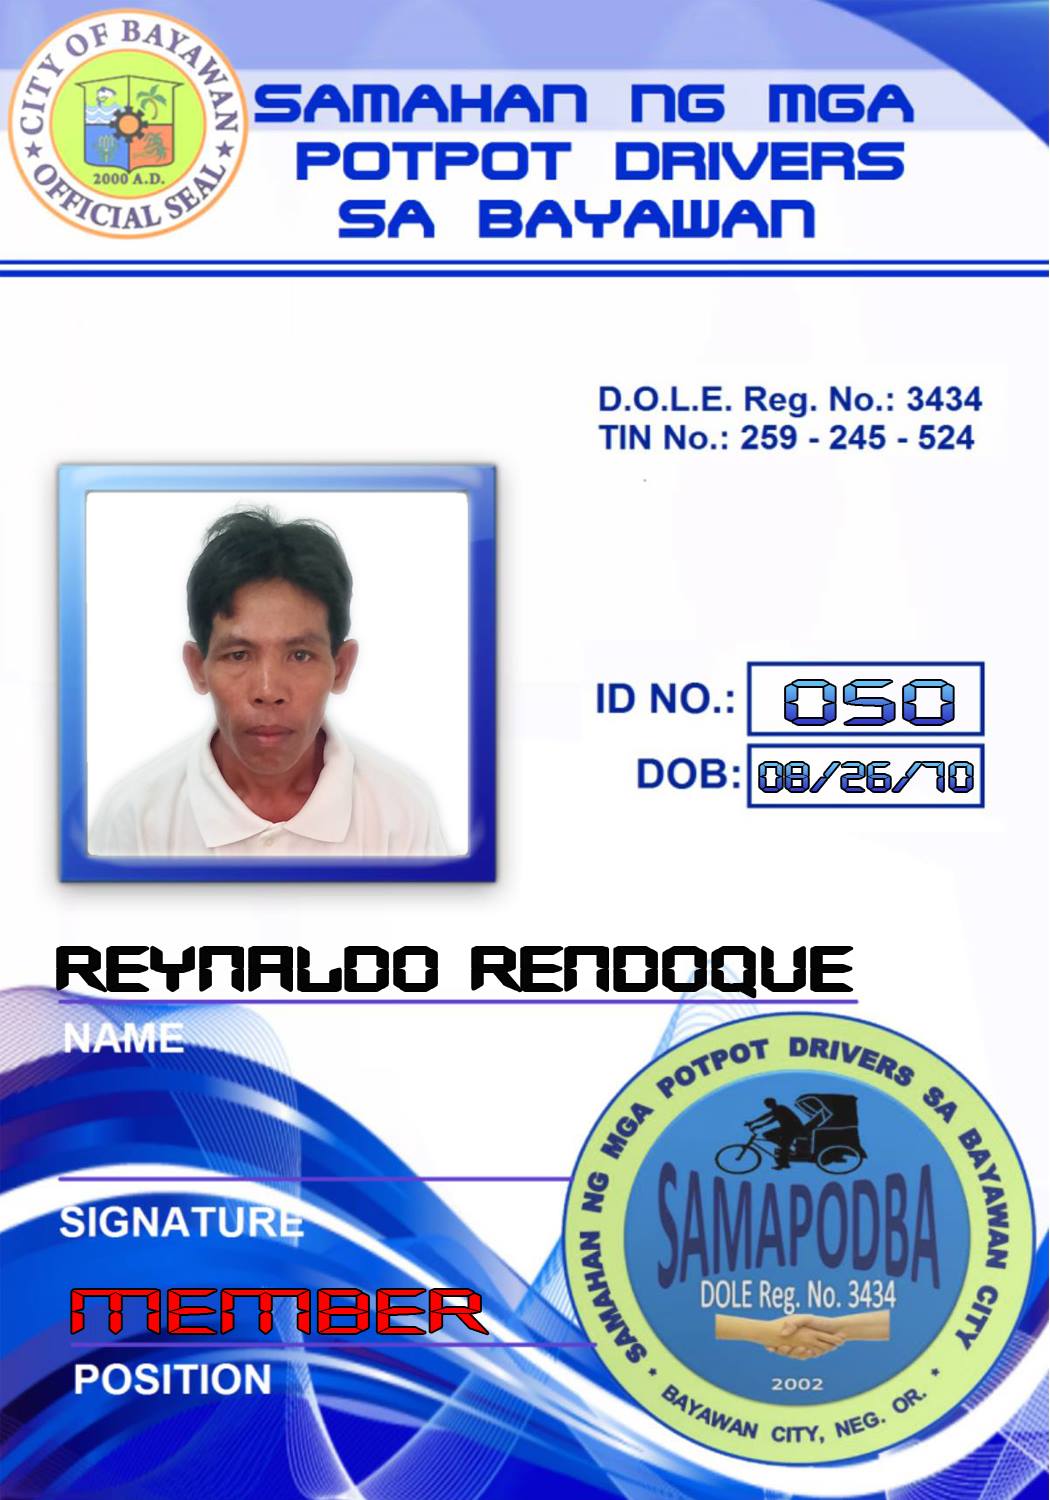 CITY OF BAYAWAN
2000 A.D.
★ OFFICIAL SEAL ★
SAMAHAN NG MGA
POTPOT DRIVERS
SA BAYAWAN
D.O.L.E. Reg. No.: 3434
TIN No.: 259 - 245 - 524
ID NO.: 050
DOB: 08/26/70
REYNALDO RENDOQUE
NAME
SIGNATURE
MEMBER
POSITION
SAMAHAN NG MGA POTPOT DRIVERS SA BAYAWAN CITY
SAMAPODBA
DOLE Reg. No. 3434
2002
* BAYAWAN CITY, NEG. OR. *